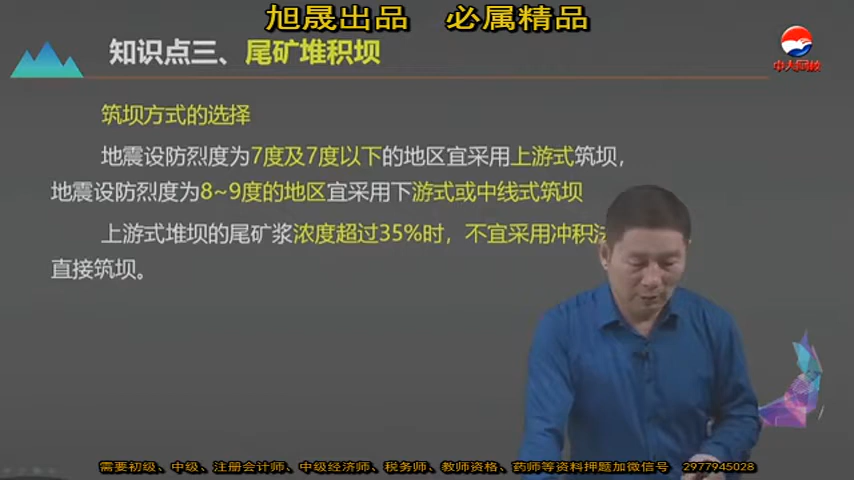 旭晟出品 必属精品
知识点三、尾矿堆积坝
中大网校
筑坝方式的选择
地震设防烈度为7度及7度以下的地区宜采用上游式筑坝，
地震设防烈度为8~9度的地区宜采用下游式或中线式筑坝
上游式堆坝的尾矿浆浓度超过35%时，不宜采用冲积法
直接筑坝。
需要初级、中级、注册会计师、中级经济师、税务师、教师资格、药师等资料押题加微信号 2977945028